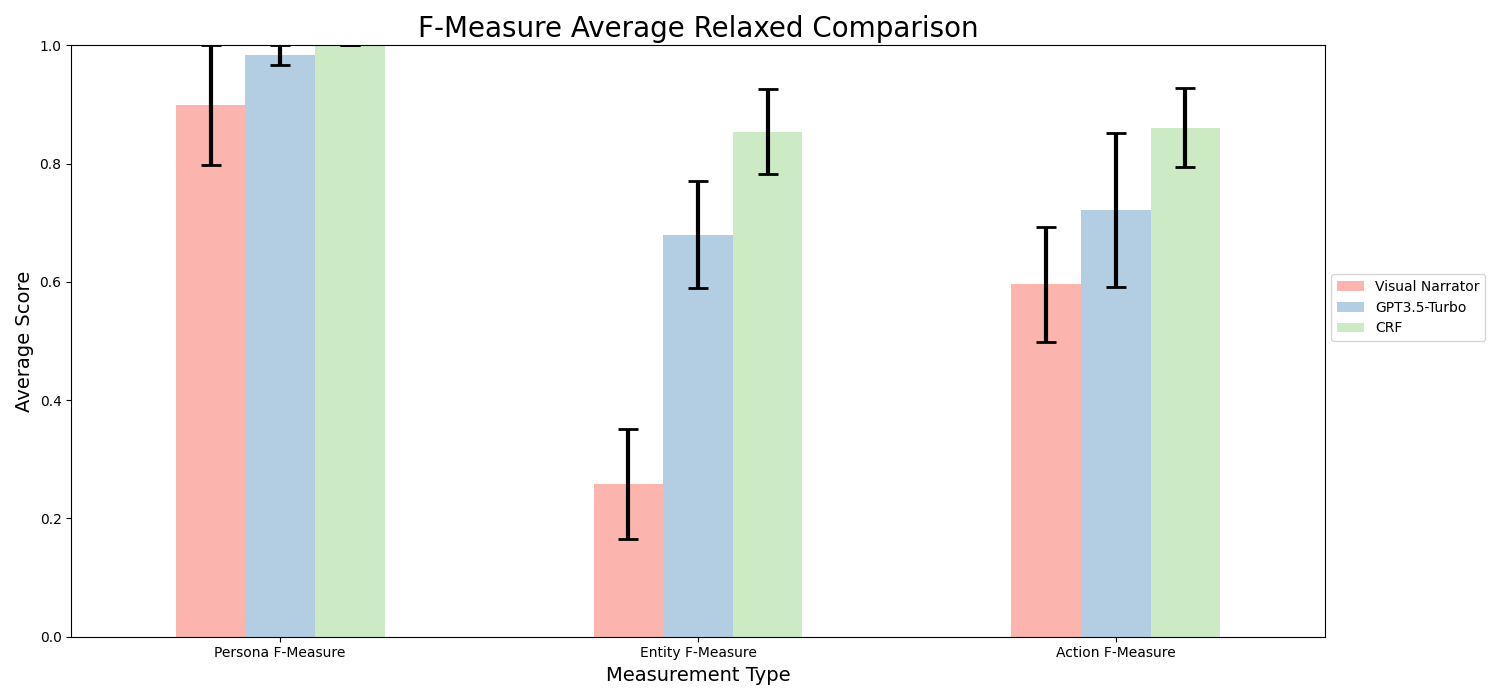 F-Measure Average Relaxed Comparison
1.0
0.8
0.6
0.4
0.2
0.0
Average Score
Persona F-Measure
Entity F-Measure
Action F-Measure
Measurement Type
Visual Narrator
GPT3.5-Turbo
CRF